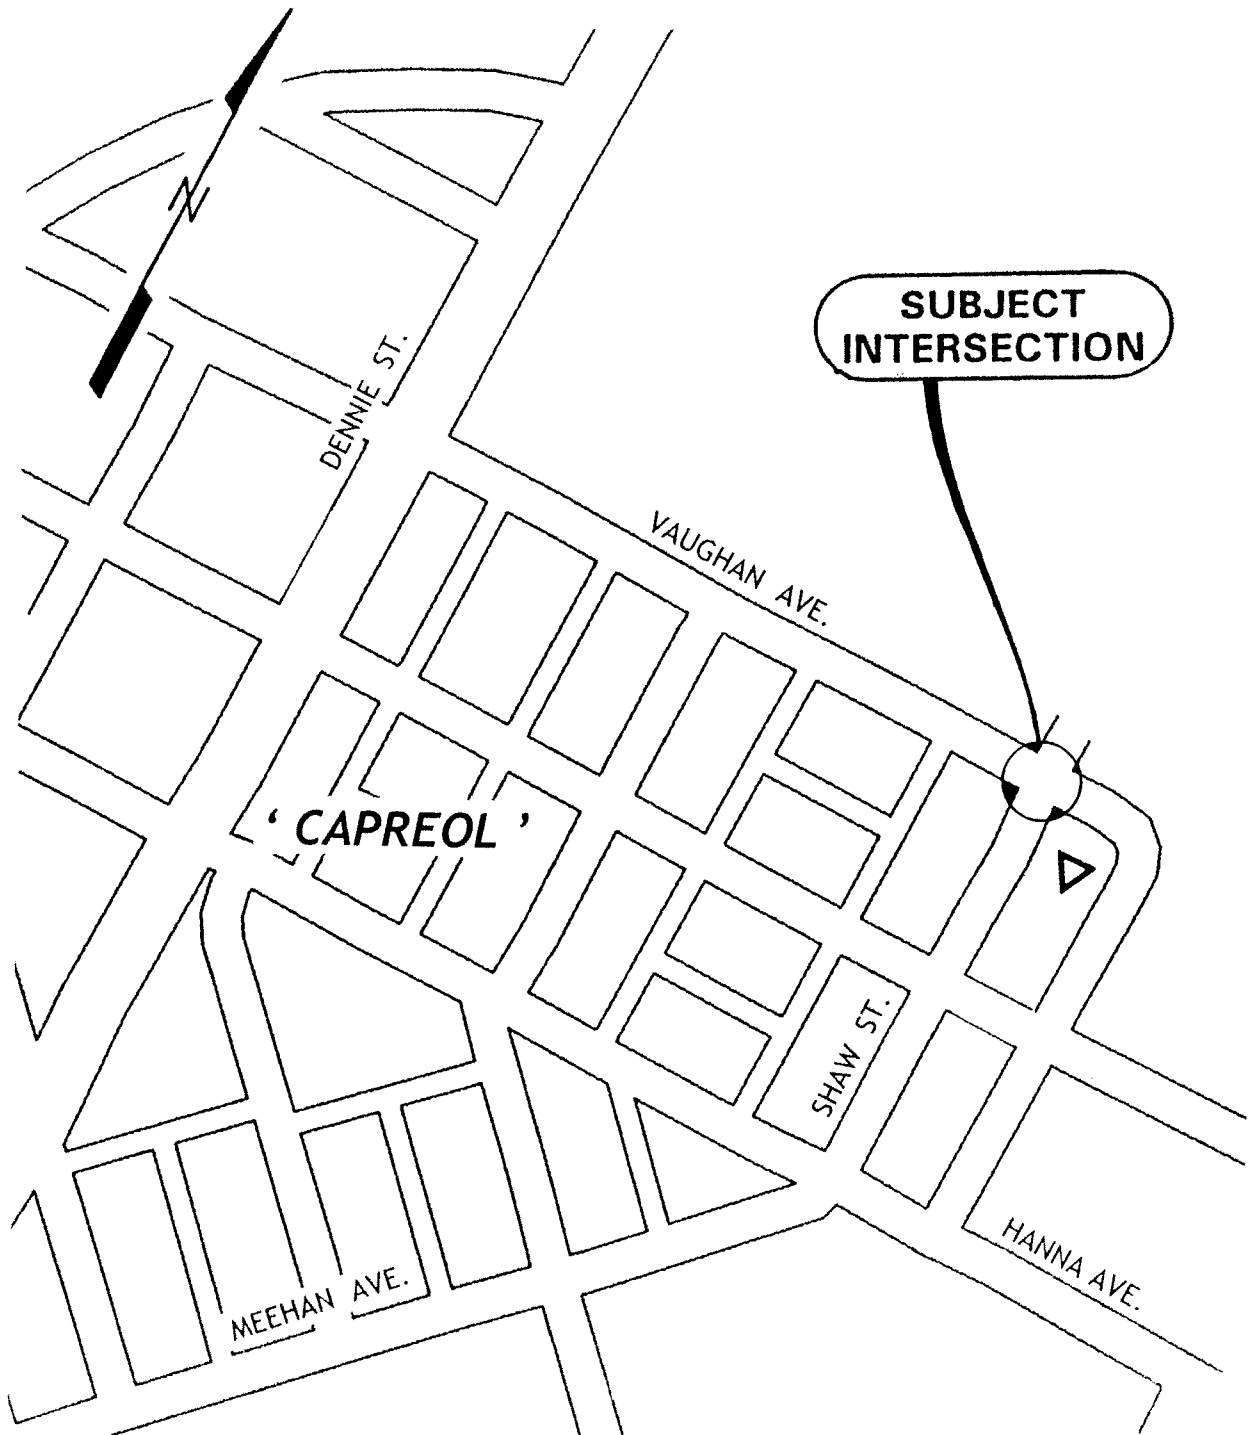 N
SUBJECT
INTERSECTION
DENNIE ST.
VAUGHAN AVE.
‘ CAPREOL ’
SHAW ST.
HANNA AVE.
MEEHAN AVE.